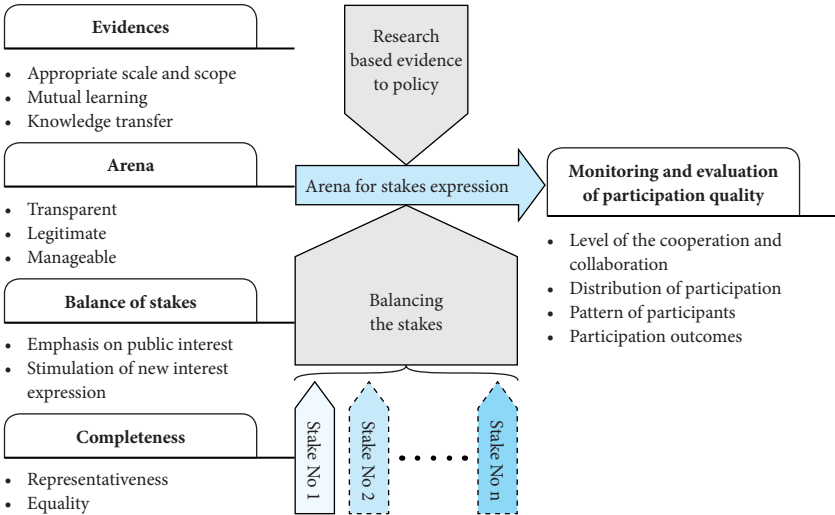 Evidences
• Appropriate scale and scope
• Mutual learning
• Knowledge transfer
Arena
• Transparent
• Legitimate
• Manageable
Balance of stakes
• Emphasis on public interest
• Stimulation of new interest
expression
Completeness
• Representativeness
• Equality
Research
based evidence
to policy
Arena for stakes expression
Balancing
the stakes
Stake No 1
Stake No 2
Stake No n
Monitoring and evaluation
of participation quality
• Level of the cooperation and
collaboration
• Distribution of participation
• Pattern of participants
• Participation outcomes